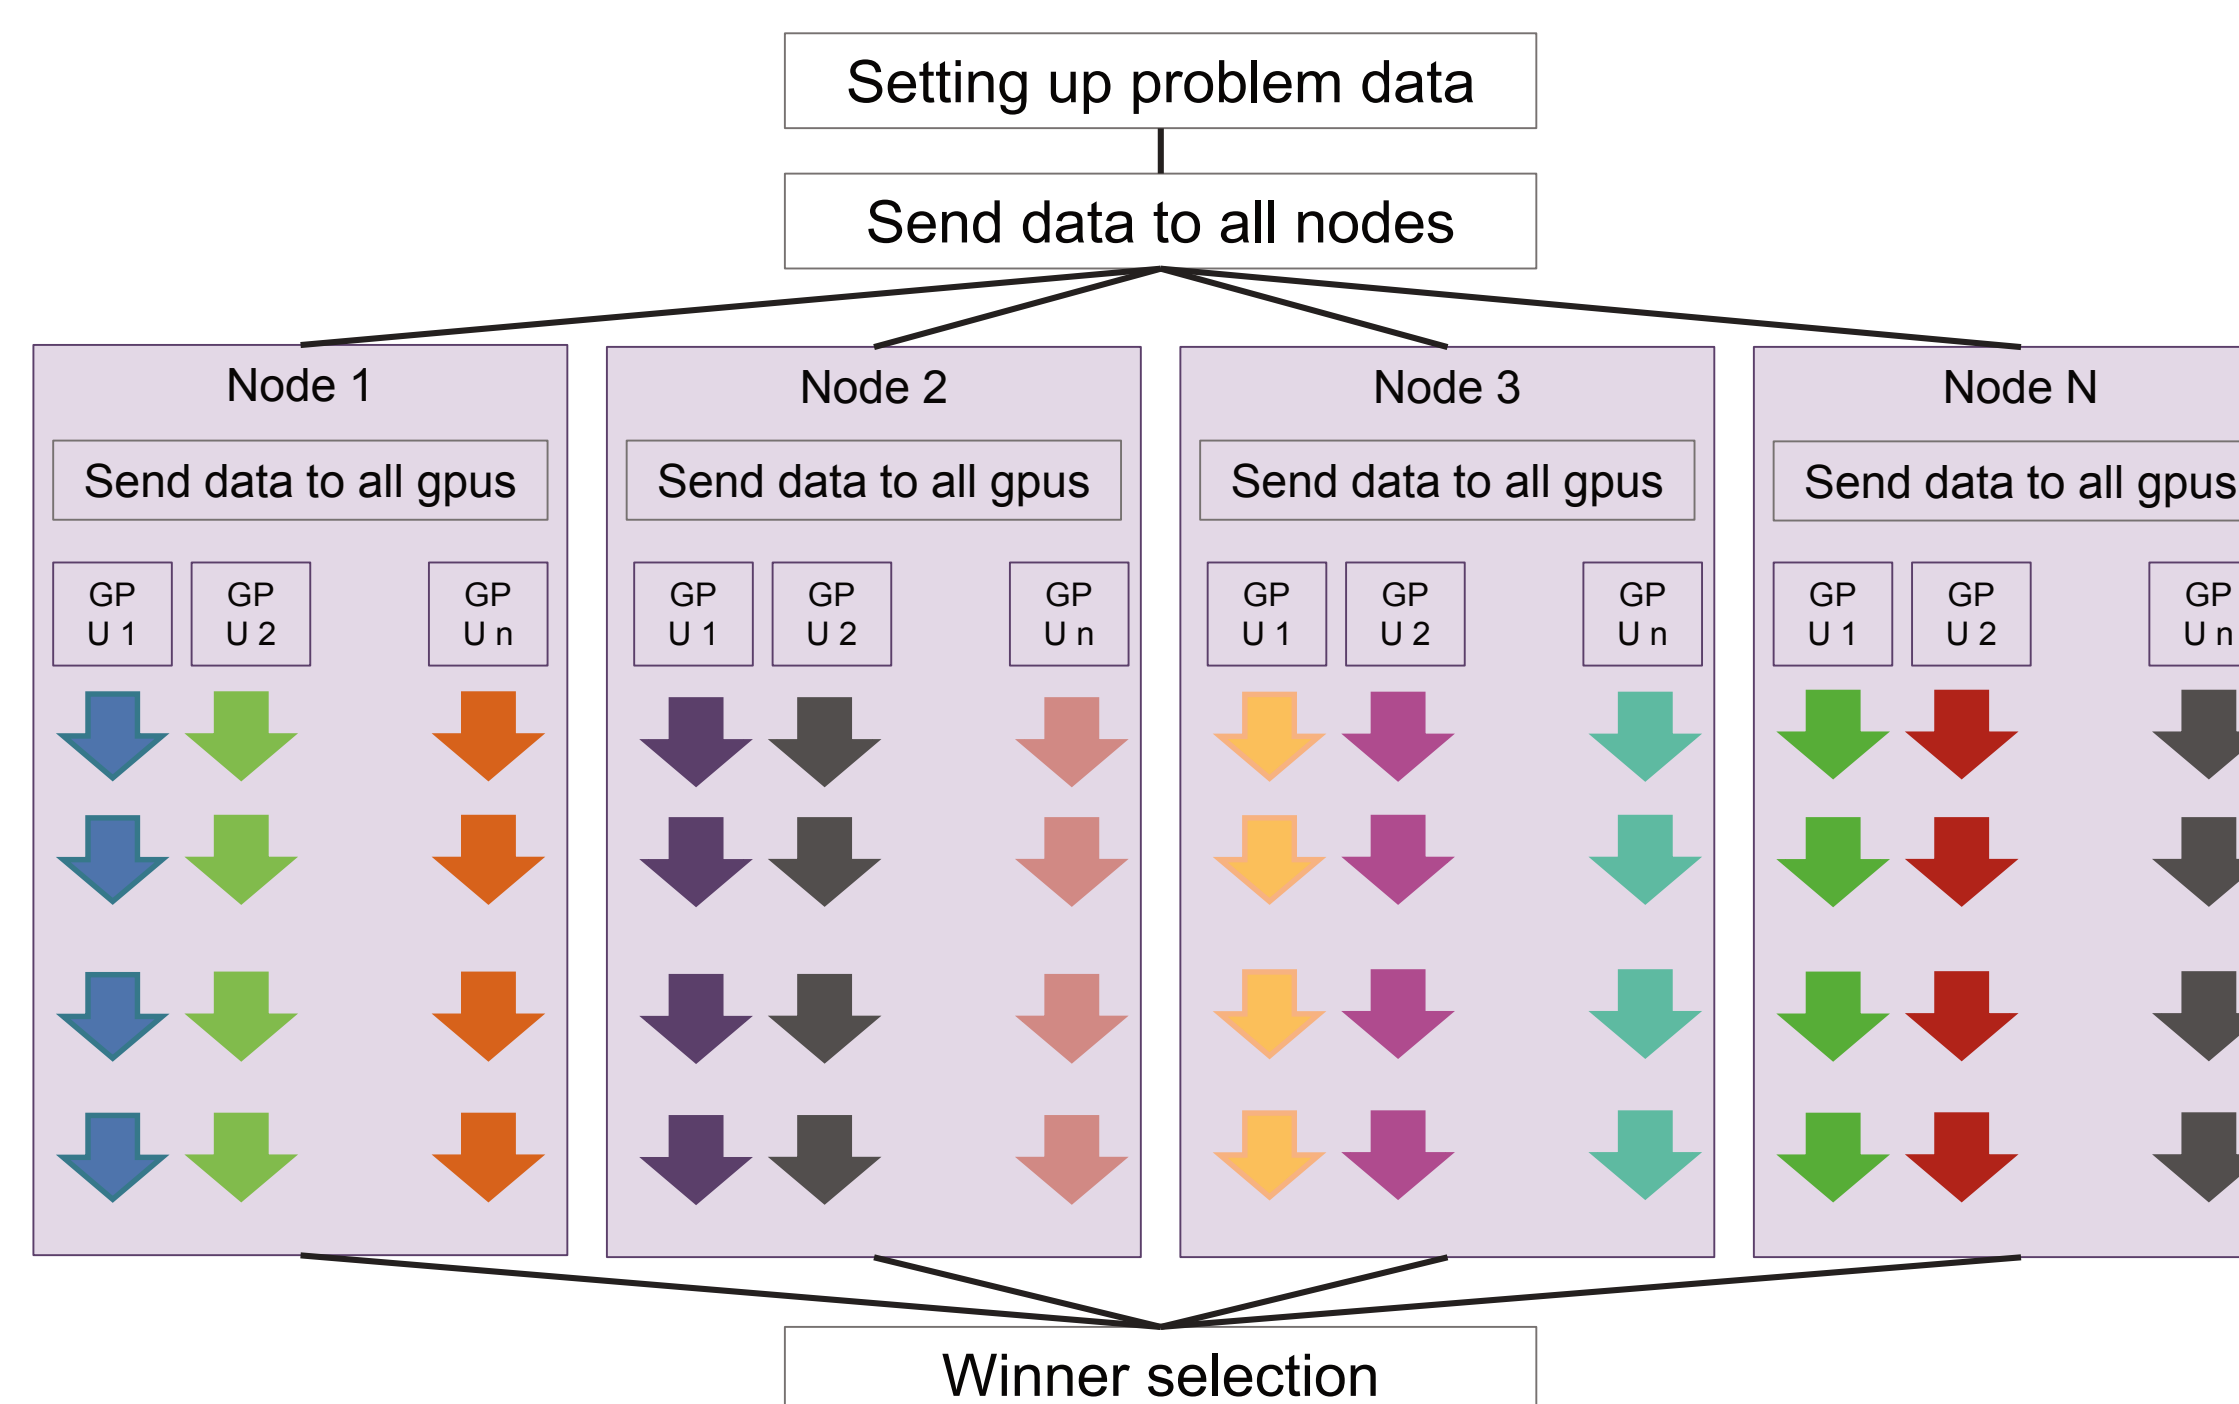 Setting up problem data
Send data to all nodes
Node 1
Send data to all gpus
GP
U 1
GP
U 2
GP
U n
Node 2
Send data to all gpus
GP
U 1
GP
U 2
GP
U n
Node 3
Send data to all gpus
GP
U 1
GP
U 2
GP
U n
Node N
Send data to all gpus
GP
U 1
GP
U 2
GP
U n
Winner selection